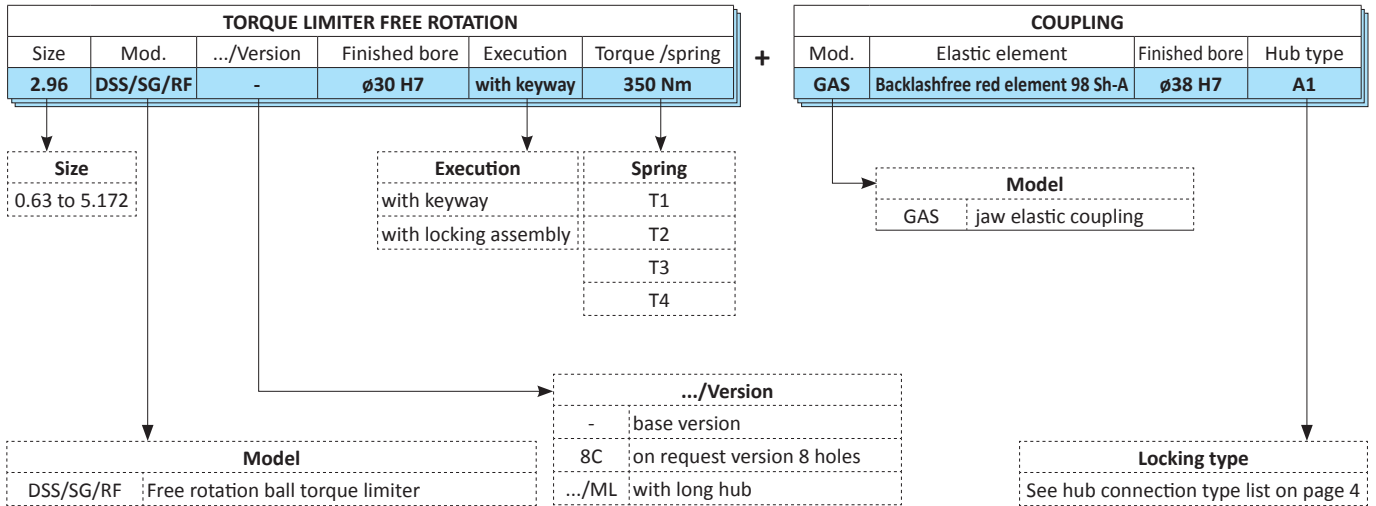 TORQUE LIMITER FREE ROTATION
Size Mod. .../Version Finished bore Execution Torque /spring
2.96 DSS/SG/RF - ø30 H7 with keyway 350 Nm
+
COUPLING
Mod. Elastic element Finished bore Hub type
GAS Backlashfree red element 98 Sh-A ø38 H7 A1
Size
0.63 to 5.172
Execution
with keyway
with locking assembly
Spring
T1
T2
T3
T4
Model
GAS jaw elastic coupling
.../Version
- base version
8C on request version 8 holes
.../ML with long hub
Model
DSS/SG/RF Free rotation ball torque limiter
Locking type
See hub connection type list on page 4